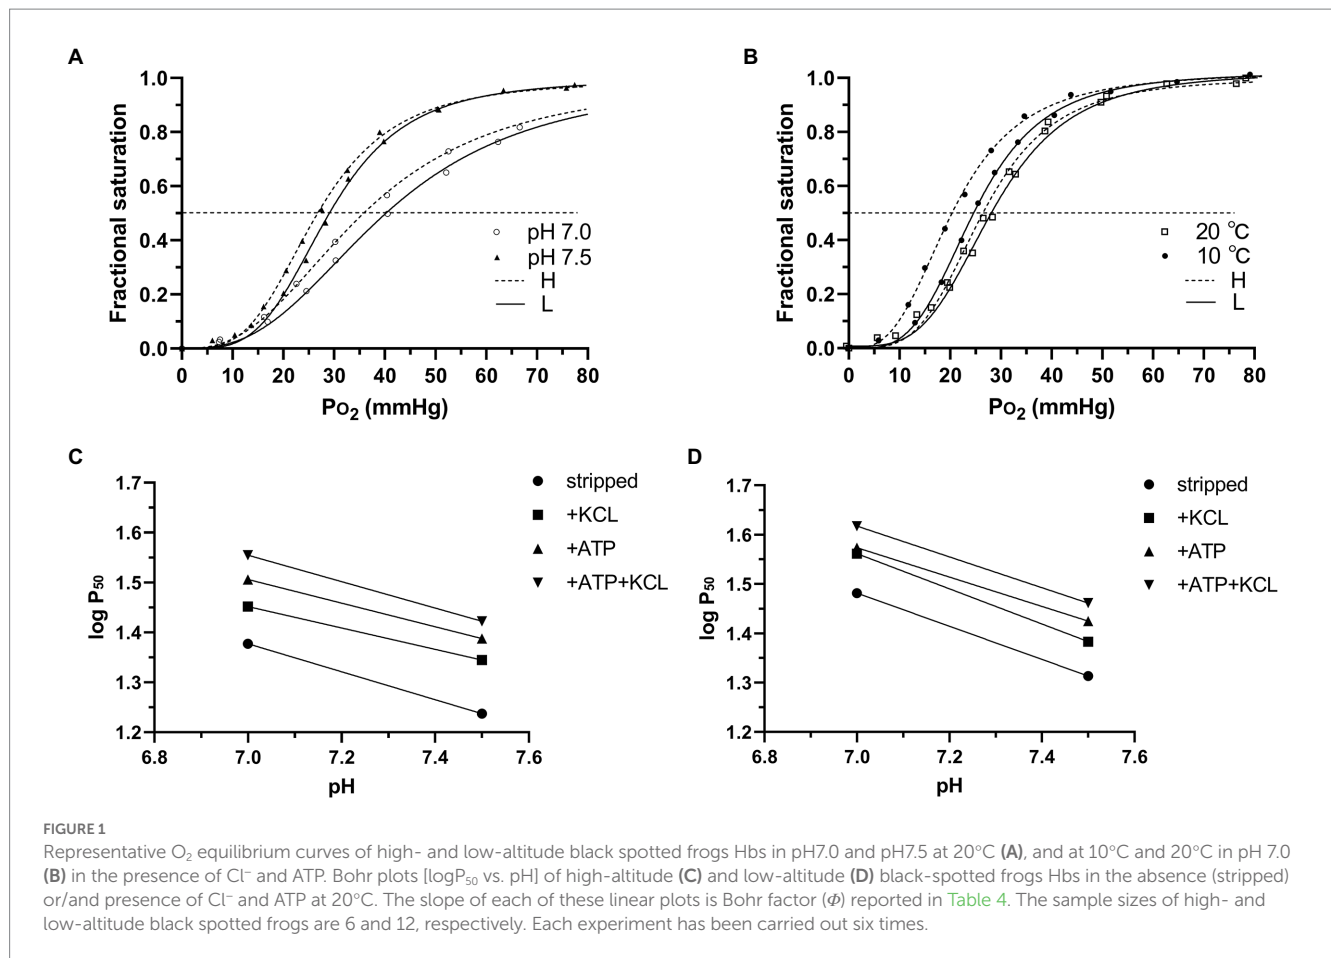 A
B
1.0
0.8
0.6
0.4
0.2
0.0
Fractional saturation
pH 7.0
pH 7.5
H
L
0 10 20 30 40 50 60 70 80
PO₂ (mmHg)
1.0
0.8
0.6
0.4
0.2
0.0
Fractional saturation
20 °C
10 °C
H
L
0 10 20 30 40 50 60 70 80
PO₂ (mmHg)
C
D
1.7
1.6
1.5
1.4
1.3
1.2
log P₅₀
stripped
+KCL
+ATP
+ATP+KCL
6.8 7.0 7.2 7.4 7.6
pH
1.7
1.6
1.5
1.4
1.3
1.2
log P₅₀
stripped
+KCL
+ATP
+ATP+KCL
6.8 7.0 7.2 7.4 7.6
pH
FIGURE 1
Representative O₂ equilibrium curves of high- and low-altitude black spotted frogs Hbs in pH7.0 and pH7.5 at 20°C (A), and at 10°C and 20°C in pH 7.0
(B) in the presence of Cl⁻ and ATP. Bohr plots [logP₅₀ vs. pH] of high-altitude (C) and low-altitude (D) black-spotted frogs Hbs in the absence (stripped)
or/and presence of Cl⁻ and ATP at 20°C. The slope of each of these linear plots is Bohr factor (Φ) reported in Table 4. The sample sizes of high- and
low-altitude black spotted frogs are 6 and 12, respectively. Each experiment has been carried out six times.